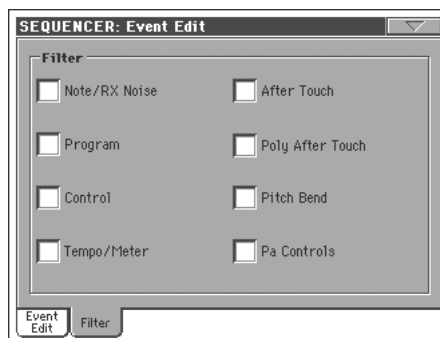 SEQUENCER: Event Edit
Filter
Note/RX Noise
After Touch
Program
Poly After Touch
Control
Pitch Bend
Tempo/Meter
Pa Controls
Event
Edit
Filter